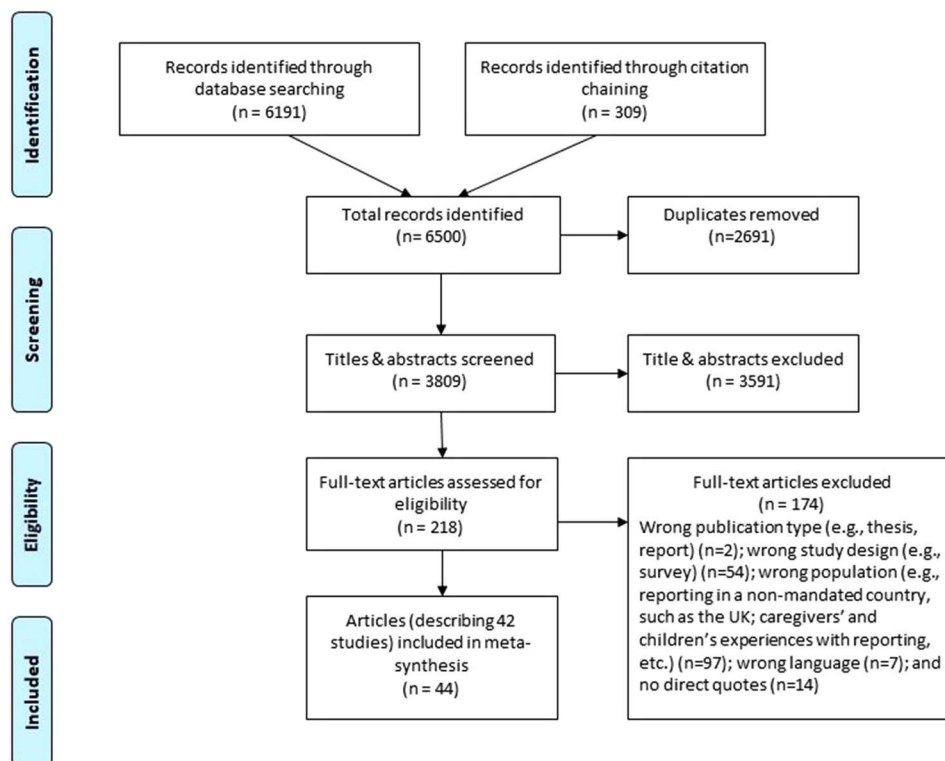 Identification
Records identified through
database searching
(n = 6191)
Records identified through citation
chaining
(n = 309)
Total records identified
(n= 6500)
Duplicates removed
(n=2691)
Screening
Titles & abstracts screened
(n = 3809)
Title & abstracts excluded
(n = 3591)
Eligibility
Full-text articles assessed for
eligibility
(n = 218)
Full-text articles excluded
(n = 174)
Wrong publication type (e.g., thesis,
report) (n=2); wrong study design (e.g.,
survey) (n=54); wrong population (e.g.,
reporting in a non-mandated country,
such as the UK; caregivers’ and
children’s experiences with reporting,
etc.) (n=97); wrong language (n=7); and
no direct quotes (n=14)
Included
Articles (describing 42
studies) included in meta-
synthesis
(n = 44)